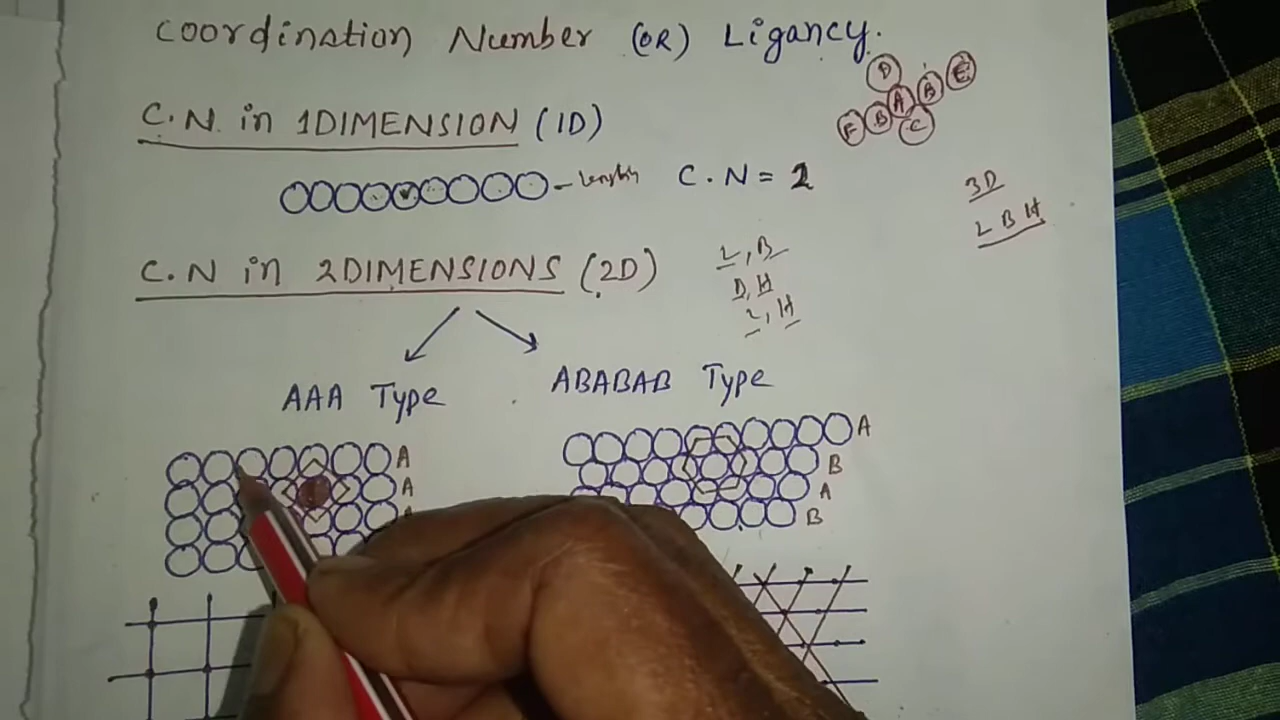 Coordination Number (OR) Ligancy.
D
A B E
F B C
C.N. in 1DIMENSION (1D)
Length C.N = 2
3D
L B H
C.N in 2DIMENSIONS (2D)
L, B
B, H
L, H
AAA Type
ABABAB Type
A
A
A
A
B
A
B